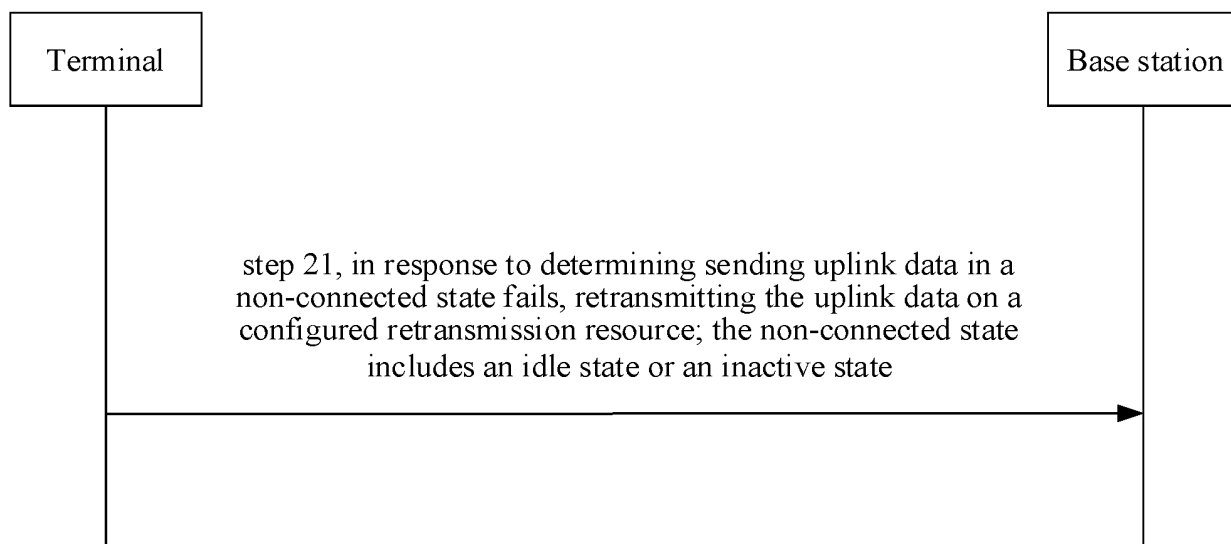 Terminal
Base station
step 21, in response to determining sending uplink data in a
non-connected state fails, retransmitting the uplink data on a
configured retransmission resource; the non-connected state
includes an idle state or an inactive state